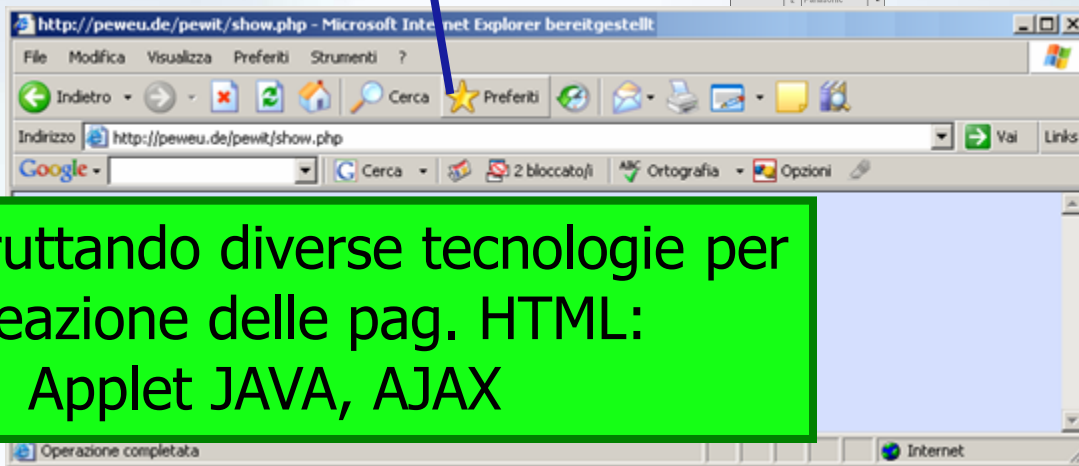 Panasonic
http://peweu.de/pewit/show.php - Microsoft Internet Explorer bereitgestellt
File Modifica Visualizza Preferiti Strumenti ?
Indietro Cerca Preferiti
Indirizzo http://peweu.de/pewit/show.php Vai Links
Google Cerca 2 bloccato/i ABC Ortografia Opzioni
ruttando diverse tecnologie per
eazione delle pag. HTML:
Applet JAVA, AJAX
Operazione completata Internet